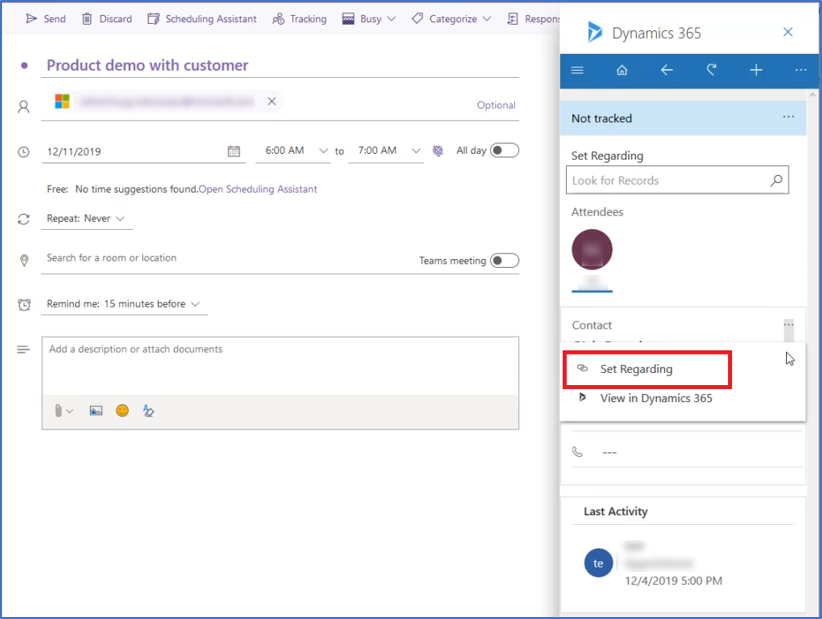 Send Discard Scheduling Assistant Tracking Busy Categorize Respon
Product demo with customer
Optional
12/11/2019 6:00 AM to 7:00 AM All day
Free: No time suggestions found.Open Scheduling Assistant
Repeat: Never
Search for a room or location Teams meeting
Remind me: 15 minutes before
Add a description or attach documents
Dynamics 365
Not tracked
Set Regarding
Look for Records
Attendees
Contact
Set Regarding
View in Dynamics 365
---
Last Activity
te
12/4/2019 5:00 PM